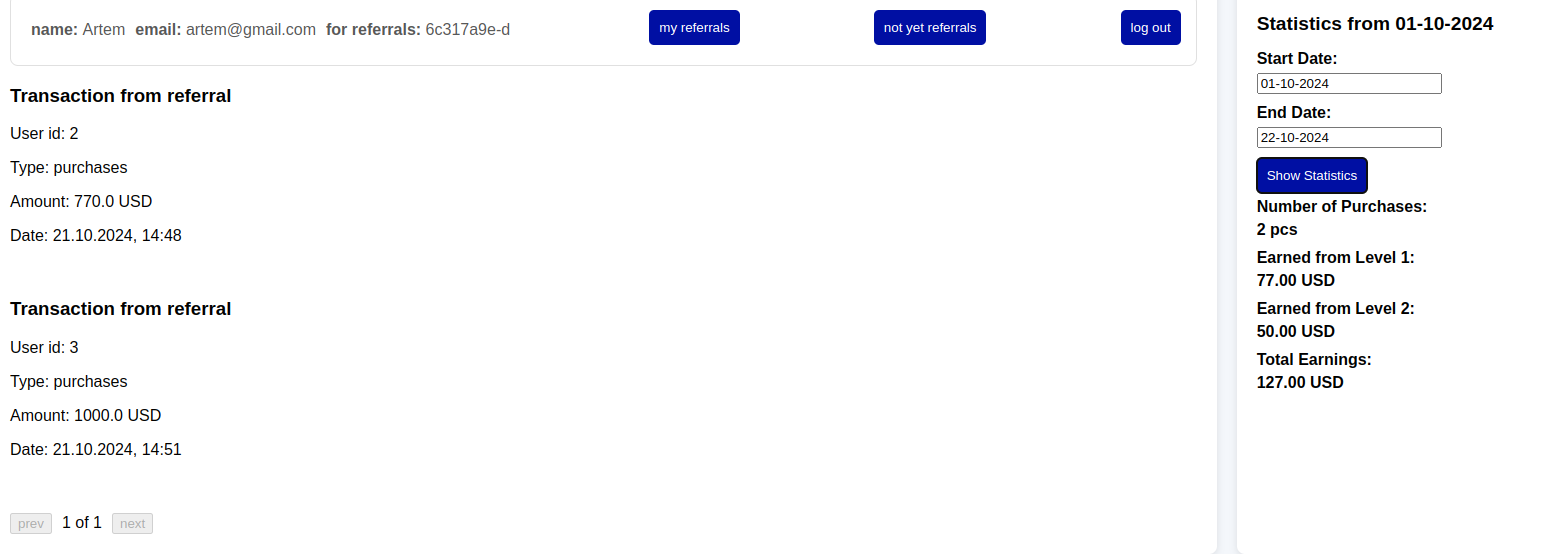 name: Artem email: artem@gmail.com for referrals: 6c317a9e-d
my referrals
not yet referrals
log out
Transaction from referral
User id: 2
Type: purchases
Amount: 770.0 USD
Date: 21.10.2024, 14:48
Transaction from referral
User id: 3
Type: purchases
Amount: 1000.0 USD
Date: 21.10.2024, 14:51
prev 1 of 1 next
Statistics from 01-10-2024
Start Date:
01-10-2024
End Date:
22-10-2024
Show Statistics
Number of Purchases:
2 pcs
Earned from Level 1:
77.00 USD
Earned from Level 2:
50.00 USD
Total Earnings:
127.00 USD